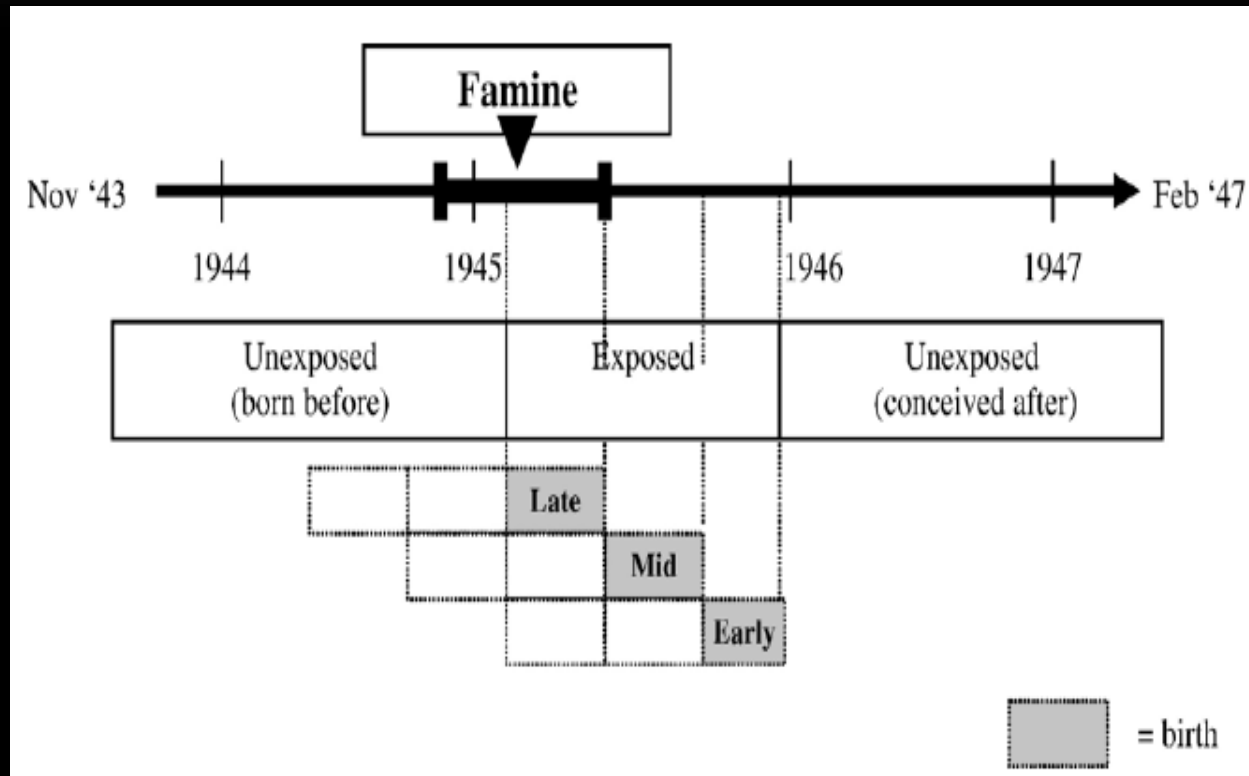 Famine
Nov ‘43
Feb ‘47
1944
1945
1946
1947
Unexposed
(born before)
Exposed
Unexposed
(conceived after)
Late
Mid
Early
= birth